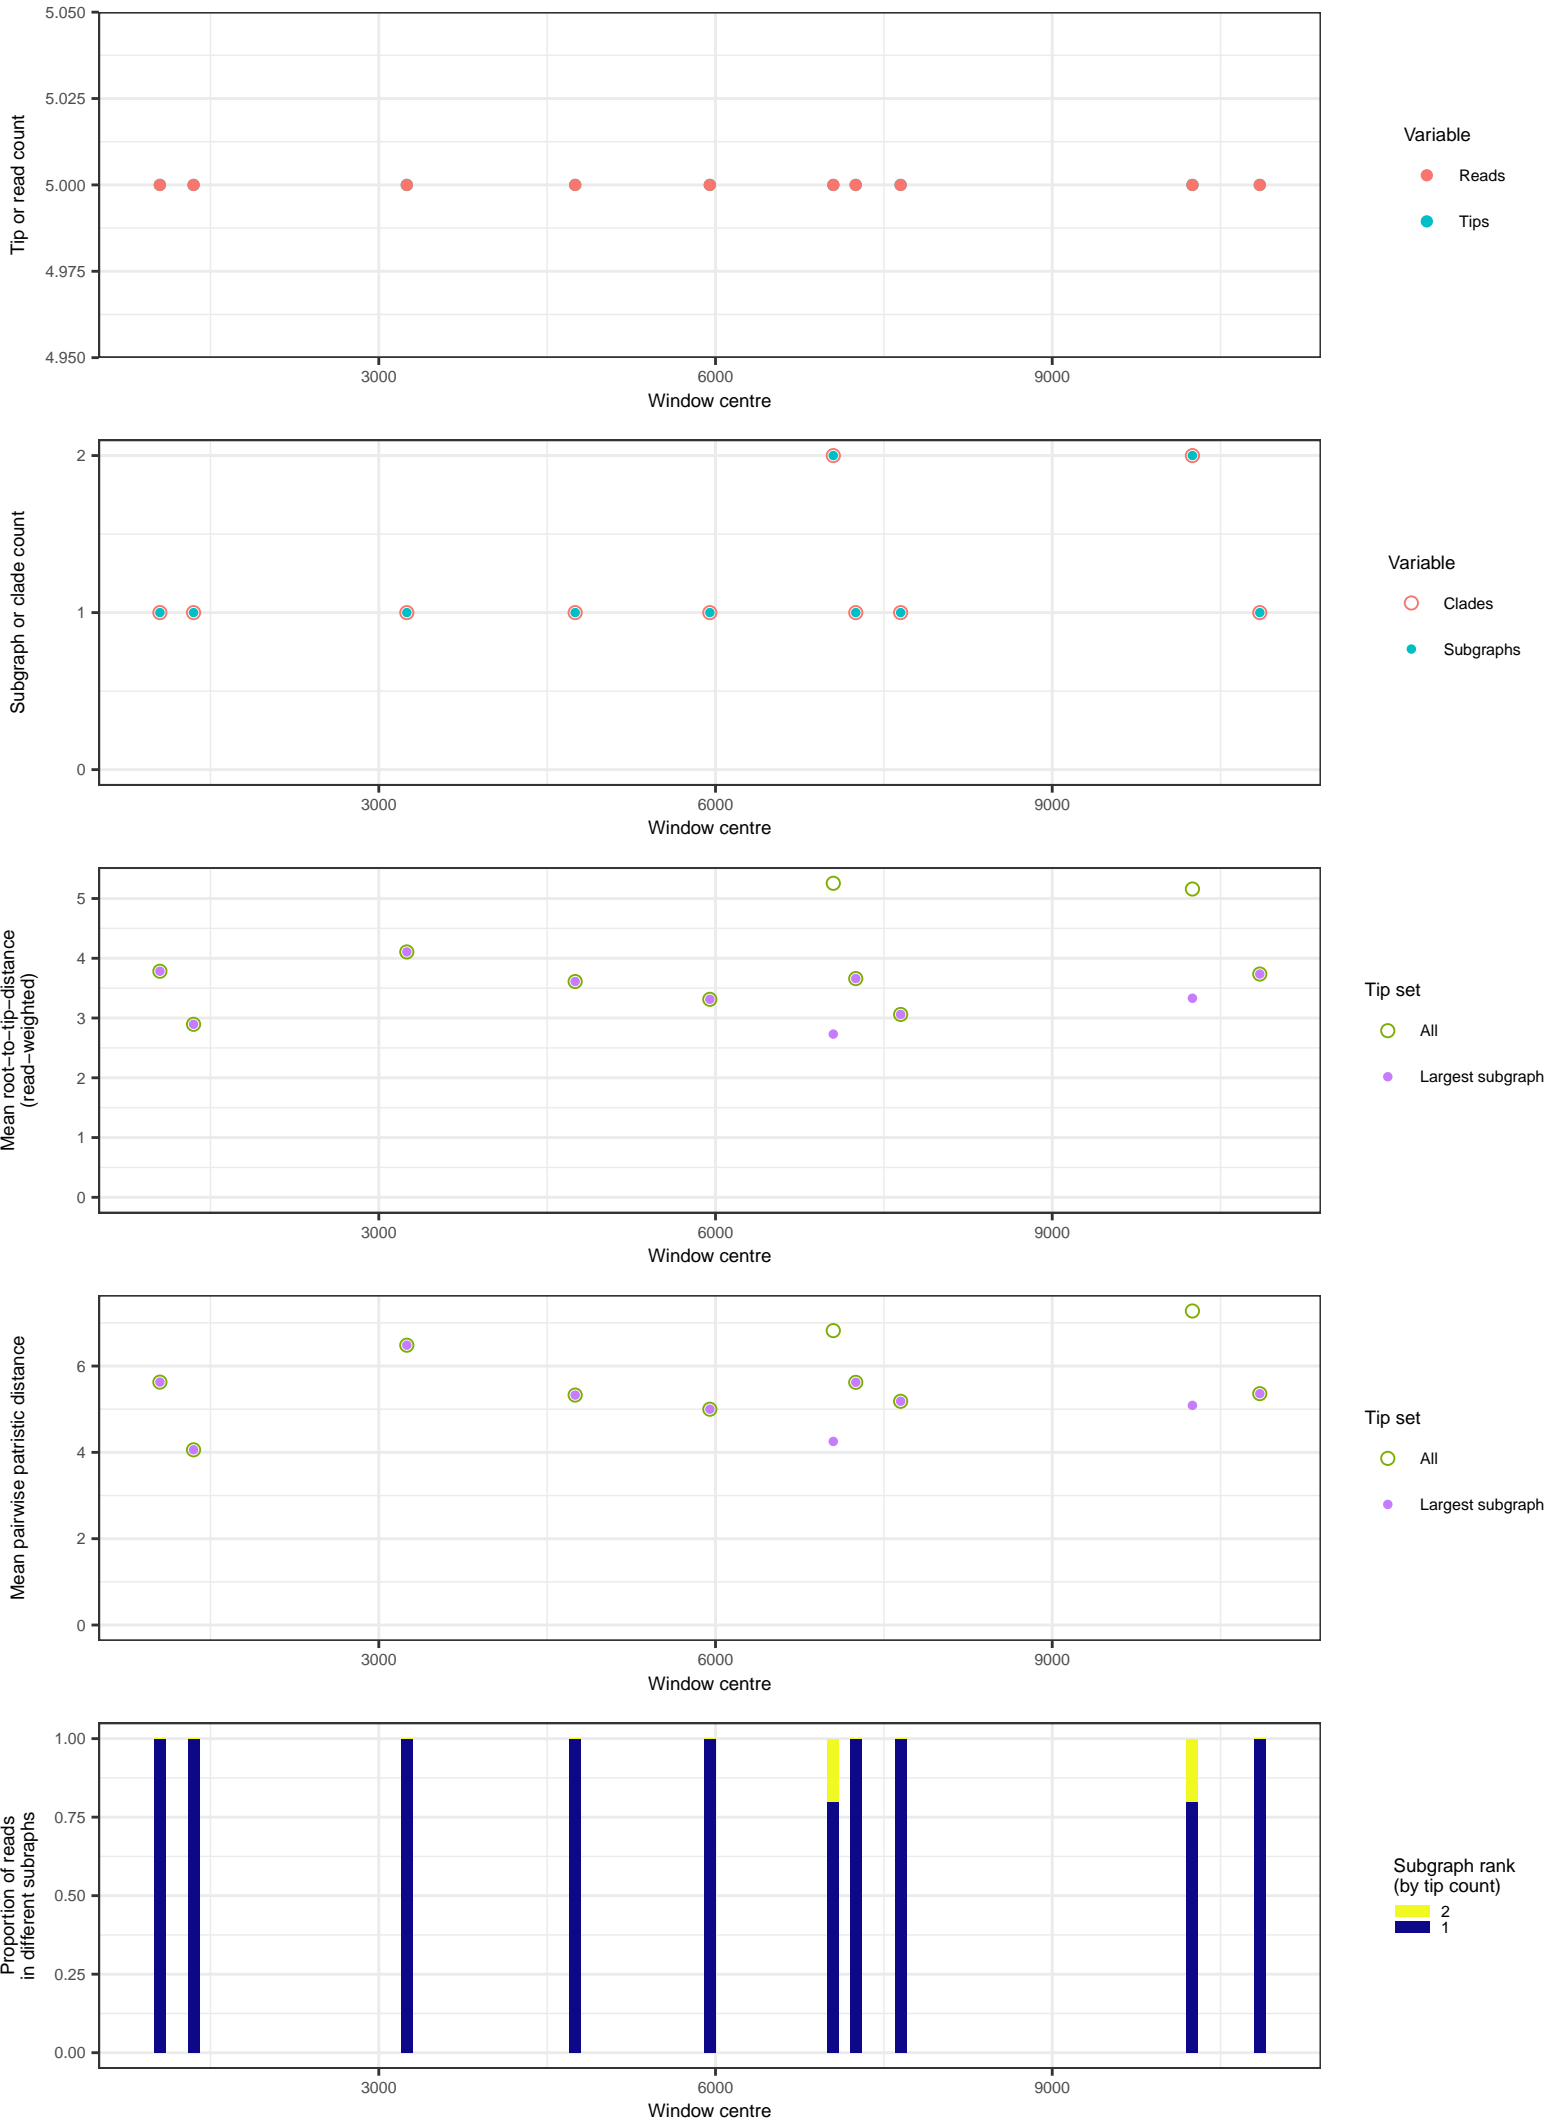 5.050
5.025
5.000
4.975
4.950
Tip or read count
3000 6000 9000
Window centre
Variable
Reads
Tips
2
1
0
Subgraph or clade count
3000 6000 9000
Window centre
Variable
Clades
Subgraphs
5
4
3
2
1
0
Mean root−to−tip−distance
(read−weighted)
3000 6000 9000
Window centre
Tip set
All
Largest subgraph
6
4
2
0
Mean pairwise patristic distance
3000 6000 9000
Window centre
Tip set
All
Largest subgraph
1.00
0.75
0.50
0.25
0.00
Proportion of reads
in different subraphs
3000 6000 9000
Window centre
Subgraph rank
(by tip count)
2
1